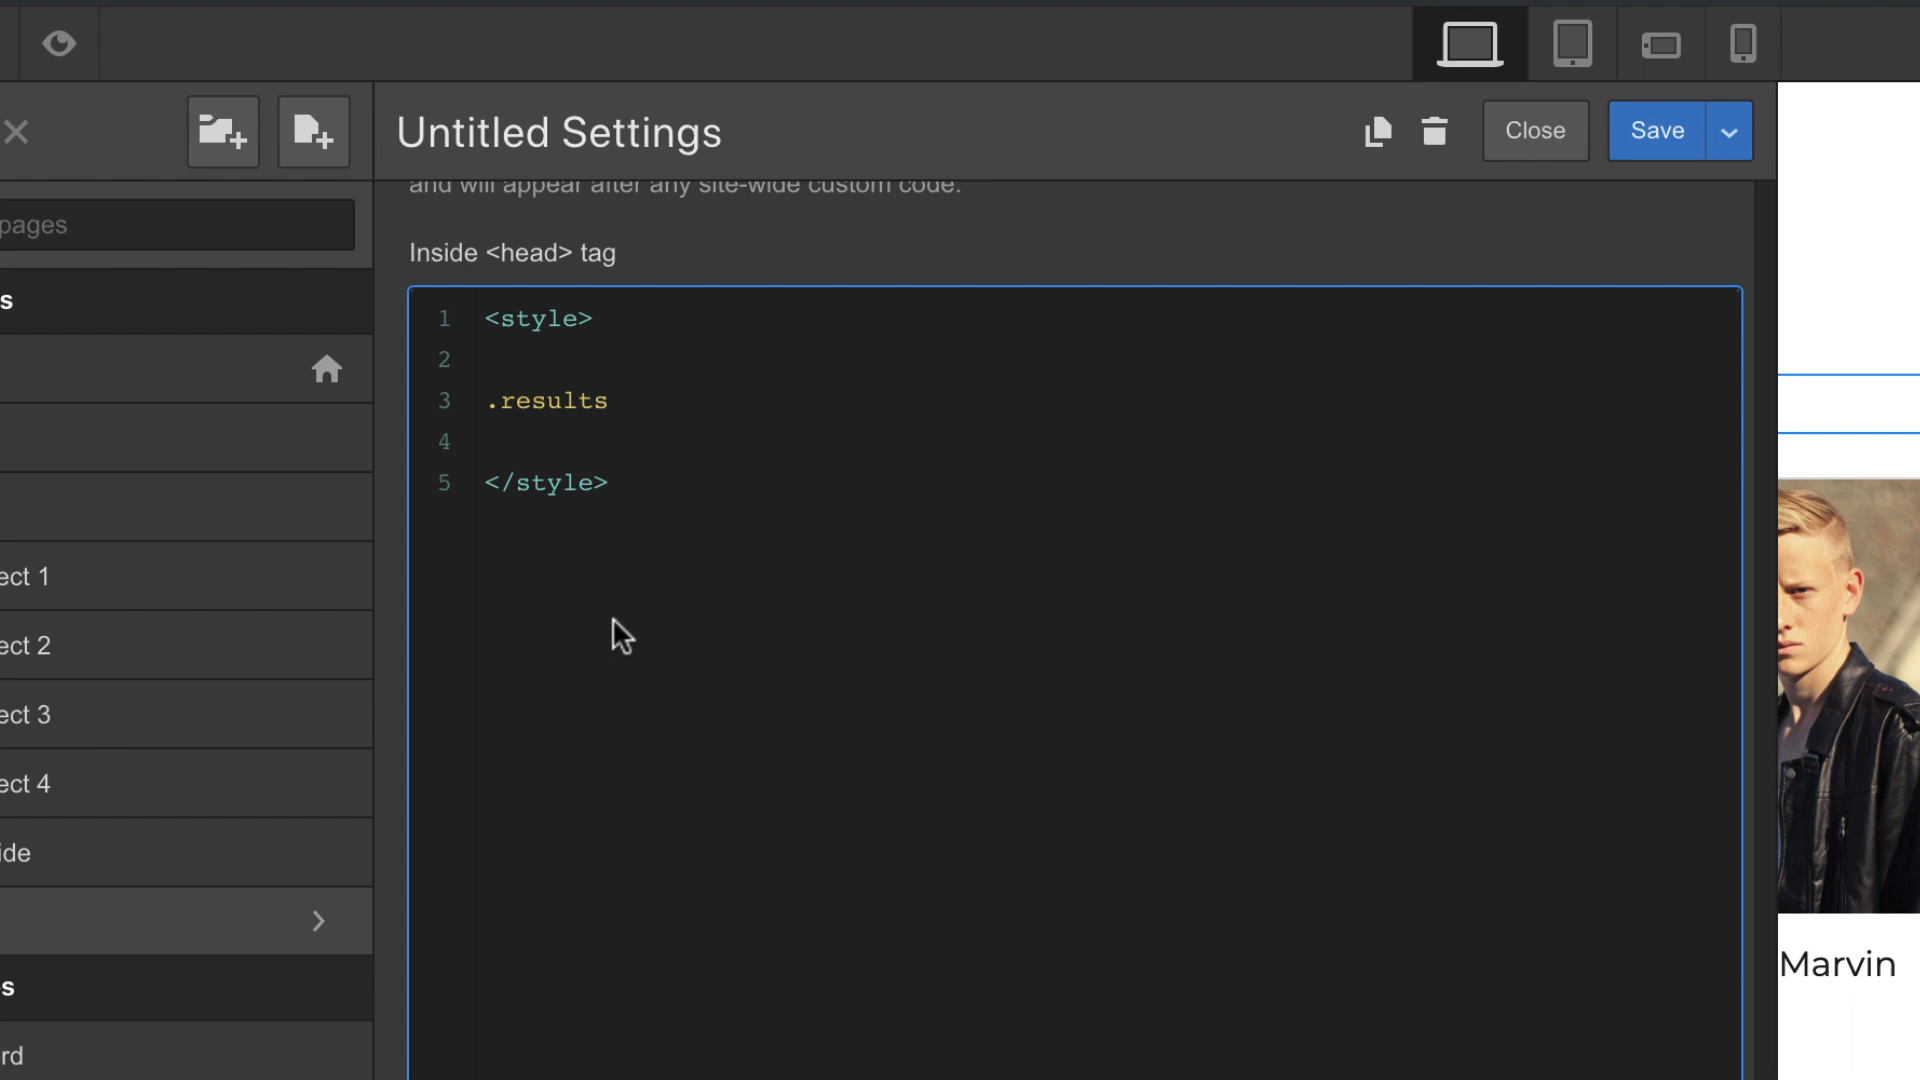 Untitled Settings
Close
Save
and will appear after any site-wide custom code.
pages
s
Inside <head> tag
1 <style>
2
3 .results
4
5 </style>
ect 1
ect 2
ect 3
ect 4
ide
s
rd
Marvin